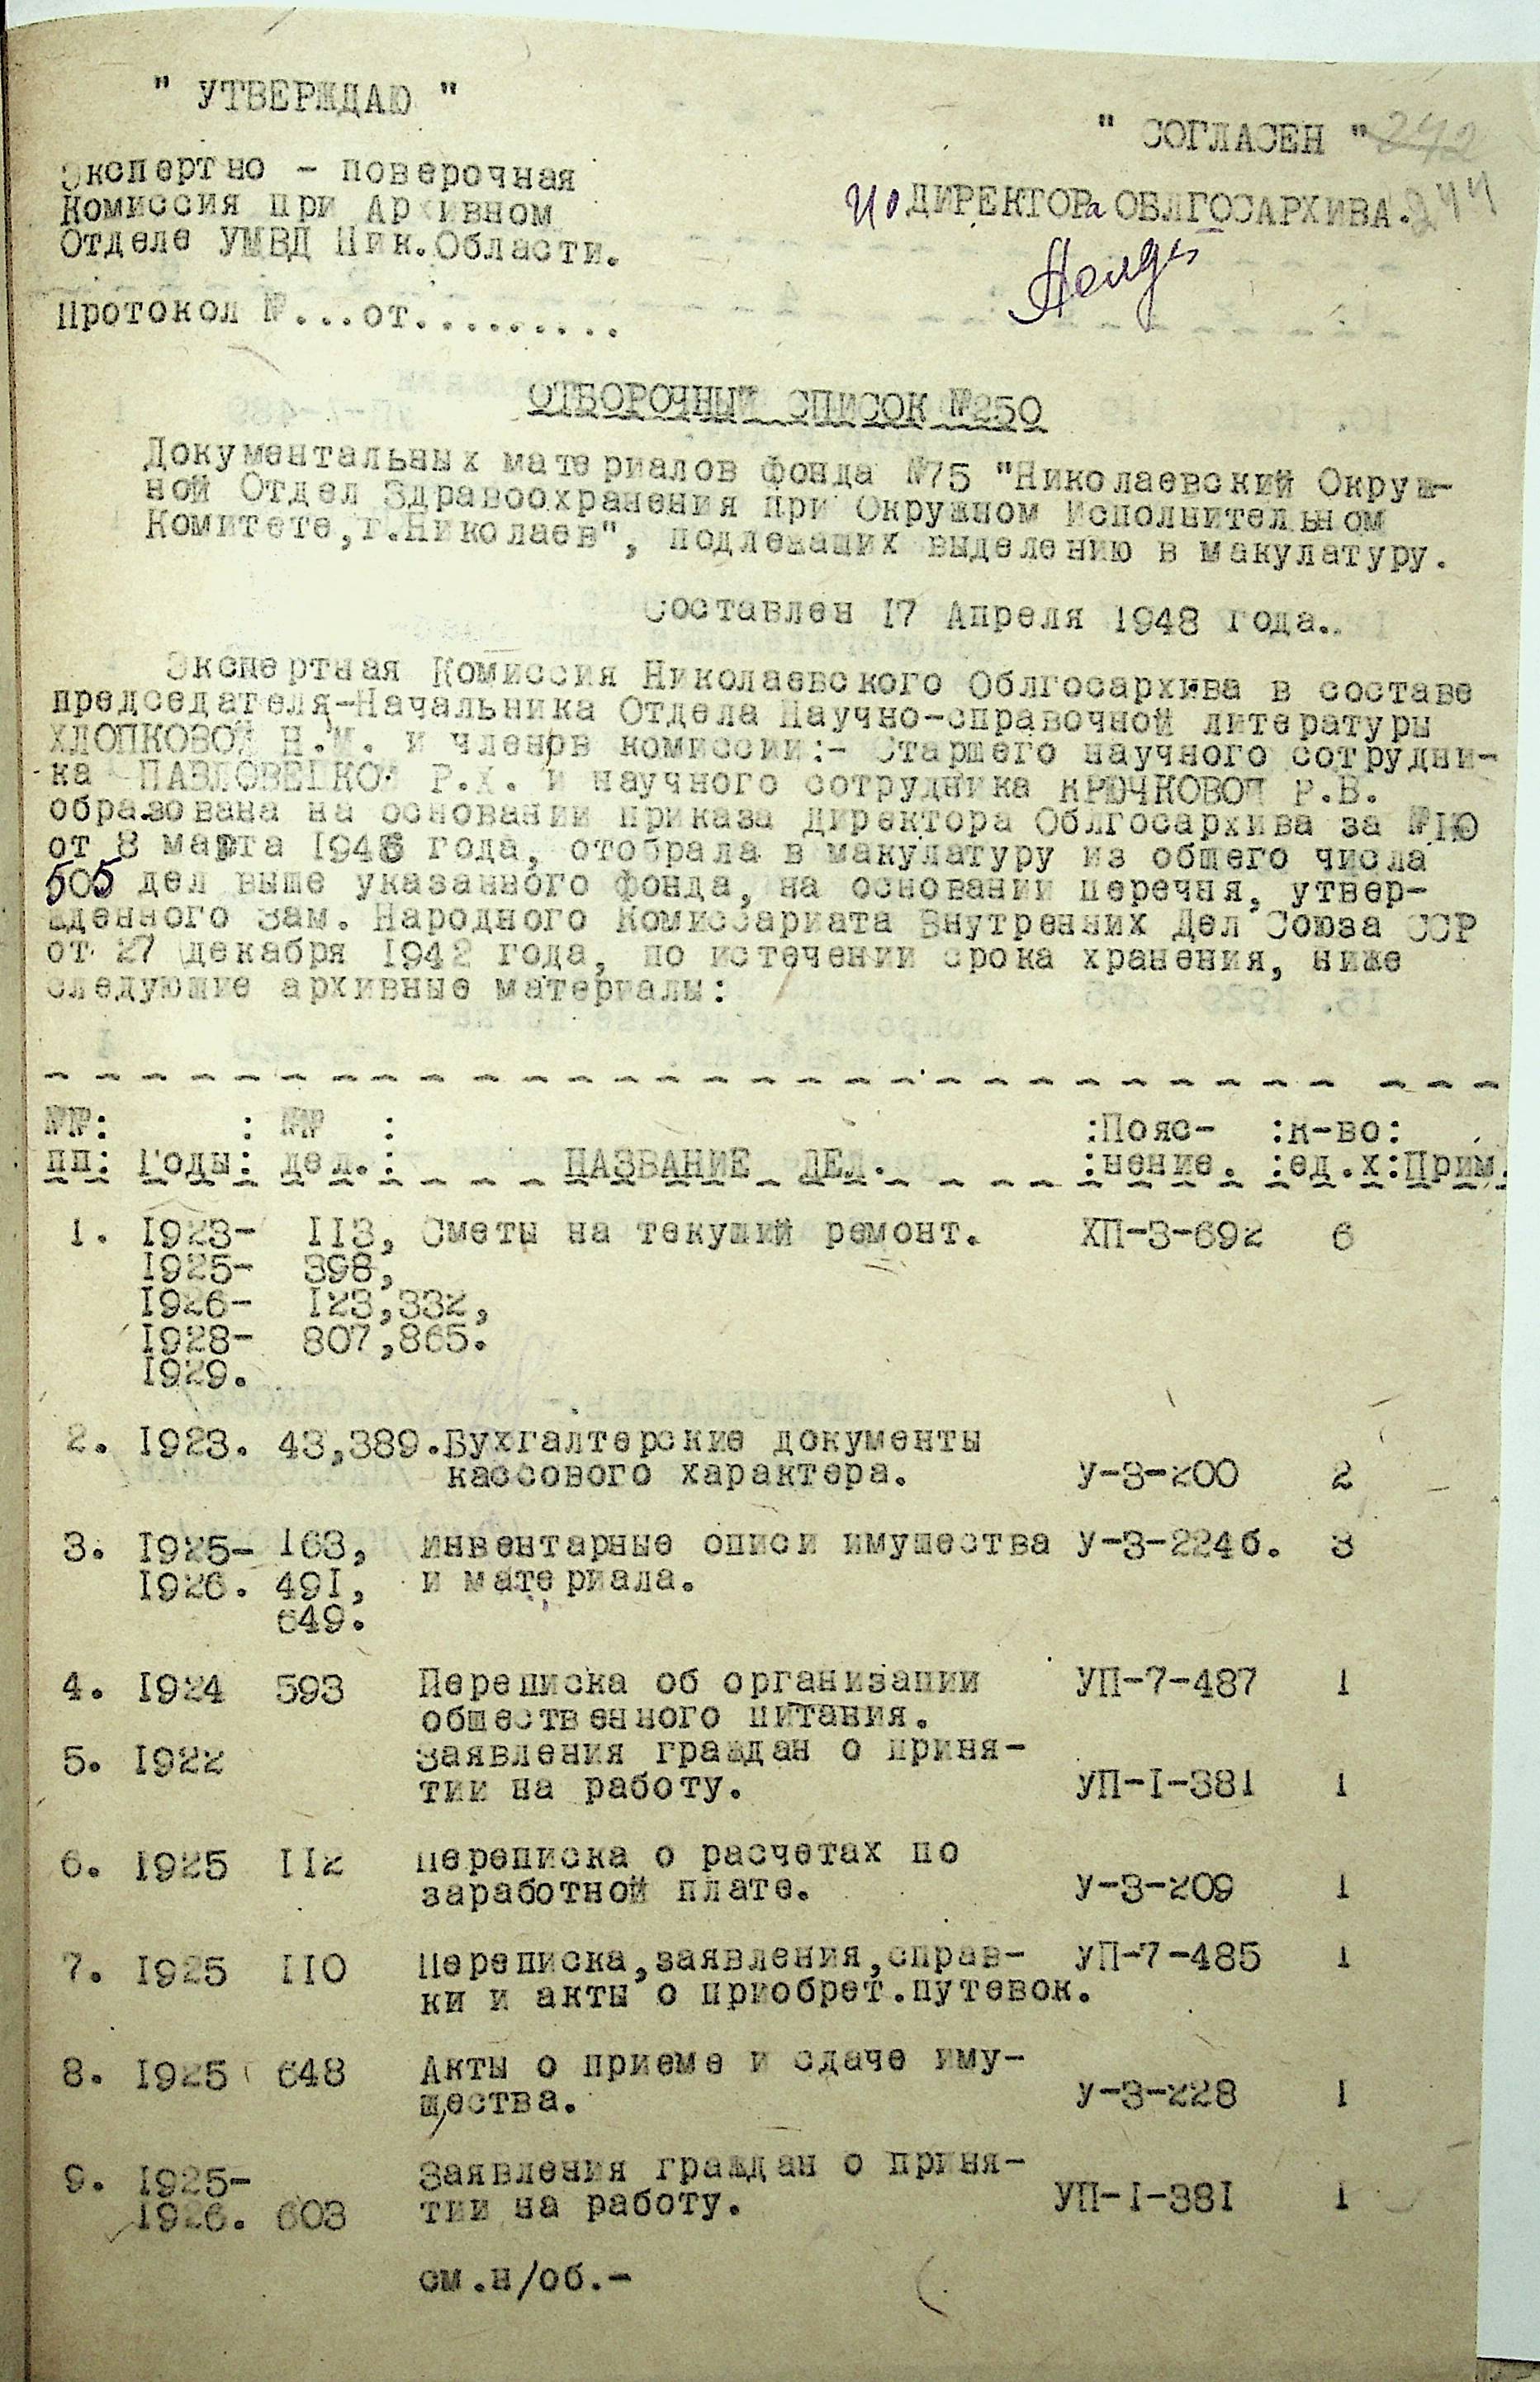 " УТВЕРЖДАЮ "
" СОГЛАСЕН " 242
Экспертно - поверочная
Комиссия при Архивном
Отделе УМВД Ник.Области.
ио ДИРЕКТОРа ОБЛГОСАРХИВА. 244
Протокол №...от.........
ОТБОРОЧНЫЙ СПИСОК №250
Документальных материалов фонда №75 "Николаевский Окруж-
ной Отдел Здравоохранения при Окружном Исполнительном
Комитете,г.Николаев", подлежащих выделению в макулатуру.
Составлен 17 Апреля 1948 года.
Экспертная Комиссия Николаевского Облгосархива в составе
председателя-Начальника Отдела Научно-справочной литературы
ХЛОПКОВОЙ Н.М. и членов комиссии:- Старшего научного сотрудни-
ка ПАВЛОВЕЦКОЙ Р.Х. и научного сотрудника КРЮЧКОВОЙ Р.В.
образована на основании приказа Директора Облгосархива за №10
от 8 марта 1946 года, отобрала в макулатуру из общего числа
505 дел выше указанного фонда, на основании перечня, утвер-
жденного Зам. Народного Комиссариата Внутренних Дел Союза ССР
от 27 декабря 1942 года, по истечении срока хранения, ниже
следующие архивные материалы:
№№: : №№ : :Пояс- :К-во:
пп: Годы: дел.: НАЗВАНИЕ ДЕЛ. :нение. :ед.х:Прим.
1. 1923- 113, Сметы на текущий ремонт. ХП-3-692 6
1925- 398,
1926- 123,332,
1928- 807,865.
1929.
2. 1923. 43,389.Бухгалтерские документы
кассового характера. У-3-200 2
3. 1925- 163, Инвентарные описи имущества У-3-224б. 3
1926. 491, и материала.
649.
4. 1924 593 Переписка об организации УП-7-487 1
общественного питания.
5. 1922 Заявления граждан о приня-
тии на работу. УП-1-381 1
6. 1925 112 Переписка о расчетах по
заработной плате. У-3-209 1
7. 1925 110 Переписка,заявления,справ- УП-7-485 1
ки и акты о приобрет.путевок.
8. 1925 648 Акты о приеме и сдаче иму-
щества. У-3-228 1
9. 1925- Заявления граждан о приня-
1926. 603 тии на работу. УП-1-381 1
см.н/об.-